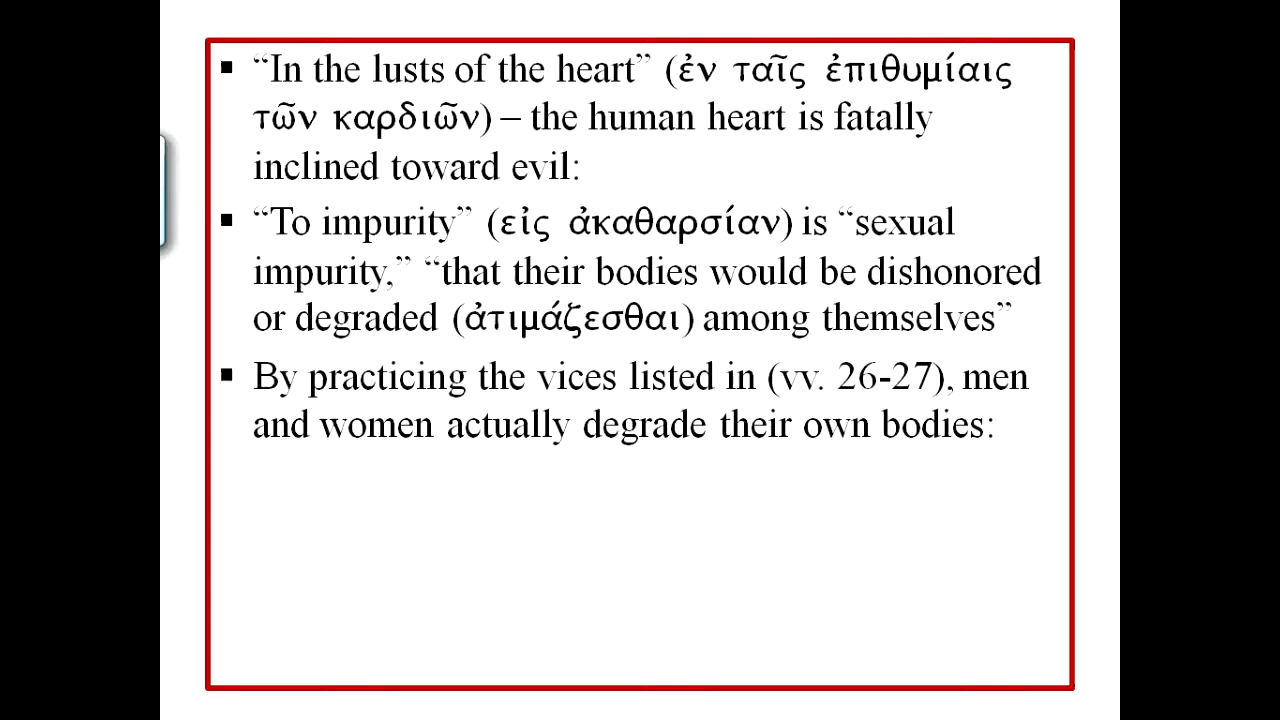 ▪ “In the lusts of the heart” (ἐν ταῖς ἐπιθυμίαις
τῶν καρδιῶν) – the human heart is fatally
inclined toward evil:
▪ “To impurity” (εἰς ἀκαθαρσίαν) is “sexual
impurity,” “that their bodies would be dishonored
or degraded (ἀτιμάζεσθαι) among themselves”
▪ By practicing the vices listed in (vv. 26-27), men
and women actually degrade their own bodies: